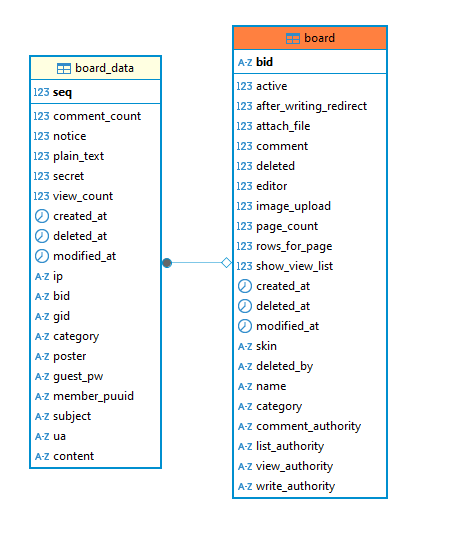 board_data
123 seq
123 comment_count
123 notice
123 plain_text
123 secret
123 view_count
created_at
deleted_at
modified_at
A-Z ip
A-Z bid
A-Z gid
A-Z category
A-Z poster
A-Z guest_pw
A-Z member_puuid
A-Z subject
A-Z ua
A-Z content
board
A-Z bid
123 active
123 after_writing_redirect
123 attach_file
123 comment
123 deleted
123 editor
123 image_upload
123 page_count
123 rows_for_page
123 show_view_list
created_at
deleted_at
modified_at
A-Z skin
A-Z deleted_by
A-Z name
A-Z category
A-Z comment_authority
A-Z list_authority
A-Z view_authority
A-Z write_authority